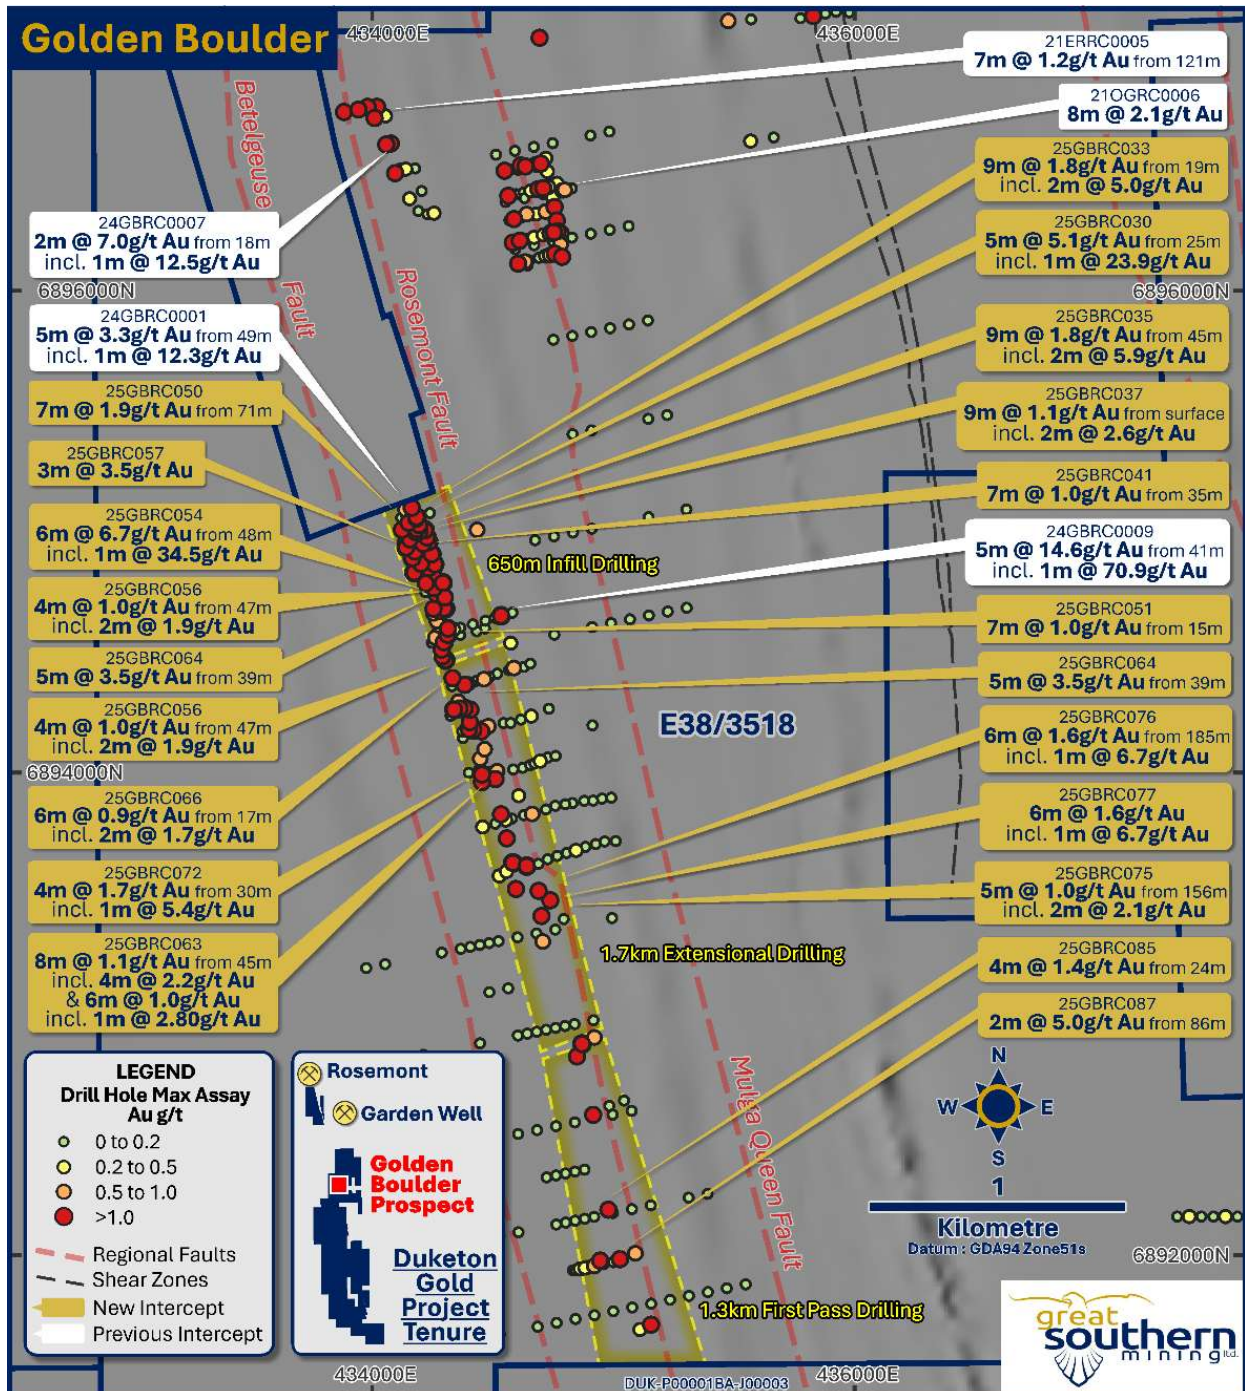 Golden Boulder
434000E
436000E
21ERRC0005
7m @ 1.2g/t Au from 121m
21OGRC0006
8m @ 2.1g/t Au
25GBRC033
9m @ 1.8g/t Au from 19m
incl. 2m @ 5.0g/t Au
25GBRC030
5m @ 5.1g/t Au from 25m
incl. 1m @ 23.9g/t Au
6896000N
25GBRC035
9m @ 1.8g/t Au from 45m
incl. 2m @ 5.9g/t Au
25GBRC037
9m @ 1.1g/t Au from surface
incl. 2m @ 2.6g/t Au
25GBRC041
7m @ 1.0g/t Au from 35m
24GBRC0009
5m @ 14.6g/t Au from 41m
incl. 1m @ 70.9g/t Au
25GBRC051
7m @ 1.0g/t Au from 15m
25GBRC064
5m @ 3.5g/t Au from 39m
25GBRC076
6m @ 1.6g/t Au from 185m
incl. 1m @ 6.7g/t Au
25GBRC077
6m @ 1.6g/t Au
incl. 1m @ 6.7g/t Au
25GBRC075
5m @ 1.0g/t Au from 156m
incl. 2m @ 2.1g/t Au
25GBRC085
4m @ 1.4g/t Au from 24m
25GBRC087
2m @ 5.0g/t Au from 86m
Betelgeuse
Fault
Rosemont Fault
Mulga Queen Fault
24GBRC0007
2m @ 7.0g/t Au from 18m
incl. 1m @ 12.5g/t Au
6896000N
24GBRC0001
5m @ 3.3g/t Au from 49m
incl. 1m @ 12.3g/t Au
25GBRC050
7m @ 1.9g/t Au from 71m
25GBRC057
3m @ 3.5g/t Au
25GBRC054
6m @ 6.7g/t Au from 48m
incl. 1m @ 34.5g/t Au
25GBRC056
4m @ 1.0g/t Au from 47m
incl. 2m @ 1.9g/t Au
25GBRC064
5m @ 3.5g/t Au from 39m
25GBRC056
4m @ 1.0g/t Au from 47m
incl. 2m @ 1.9g/t Au
6894000N
25GBRC066
6m @ 0.9g/t Au from 17m
incl. 2m @ 1.7g/t Au
25GBRC072
4m @ 1.7g/t Au from 30m
incl. 1m @ 5.4g/t Au
25GBRC063
8m @ 1.1g/t Au from 45m
incl. 4m @ 2.2g/t Au
& 6m @ 1.0g/t Au
incl. 1m @ 2.80g/t Au
650m Infill Drilling
E38/3518
1.7km Extensional Drilling
1.3km First Pass Drilling
LEGEND
Drill Hole Max Assay
Au g/t
0 to 0.2
0.2 to 0.5
0.5 to 1.0
>1.0
Regional Faults
Shear Zones
New Intercept
Previous Intercept
Rosemont
Garden Well
Golden
Boulder
Prospect
Duketon
Gold
Project
Tenure
N
W
E
S
1
Kilometre
Datum : GDA94 Zone51s
6892000N
great
southern
mining ltd.
434000E
436000E
DUK-P00001BA-J00003